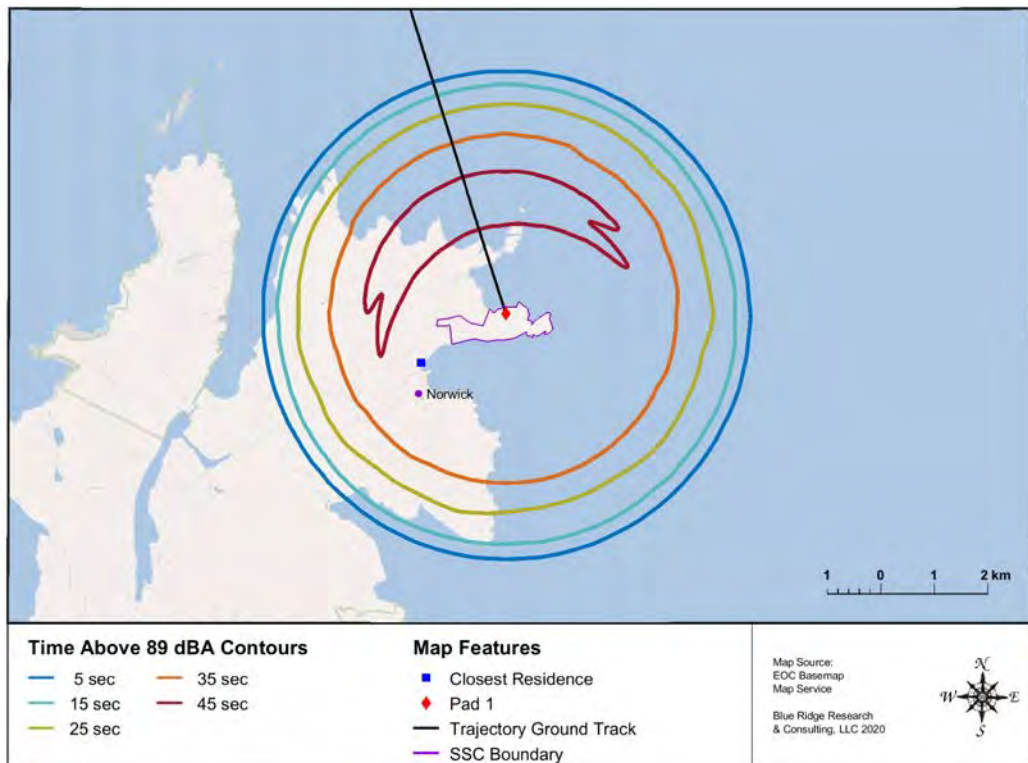 Norwick
1 0 1 2 km
Time Above 89 dBA Contours
5 sec
15 sec
25 sec
35 sec
45 sec
Map Features
Closest Residence
Pad 1
Trajectory Ground Track
SSC Boundary
Map Source:
EOC Basemap
Map Service
Blue Ridge Research
& Consulting, LLC 2020
N
W E
S